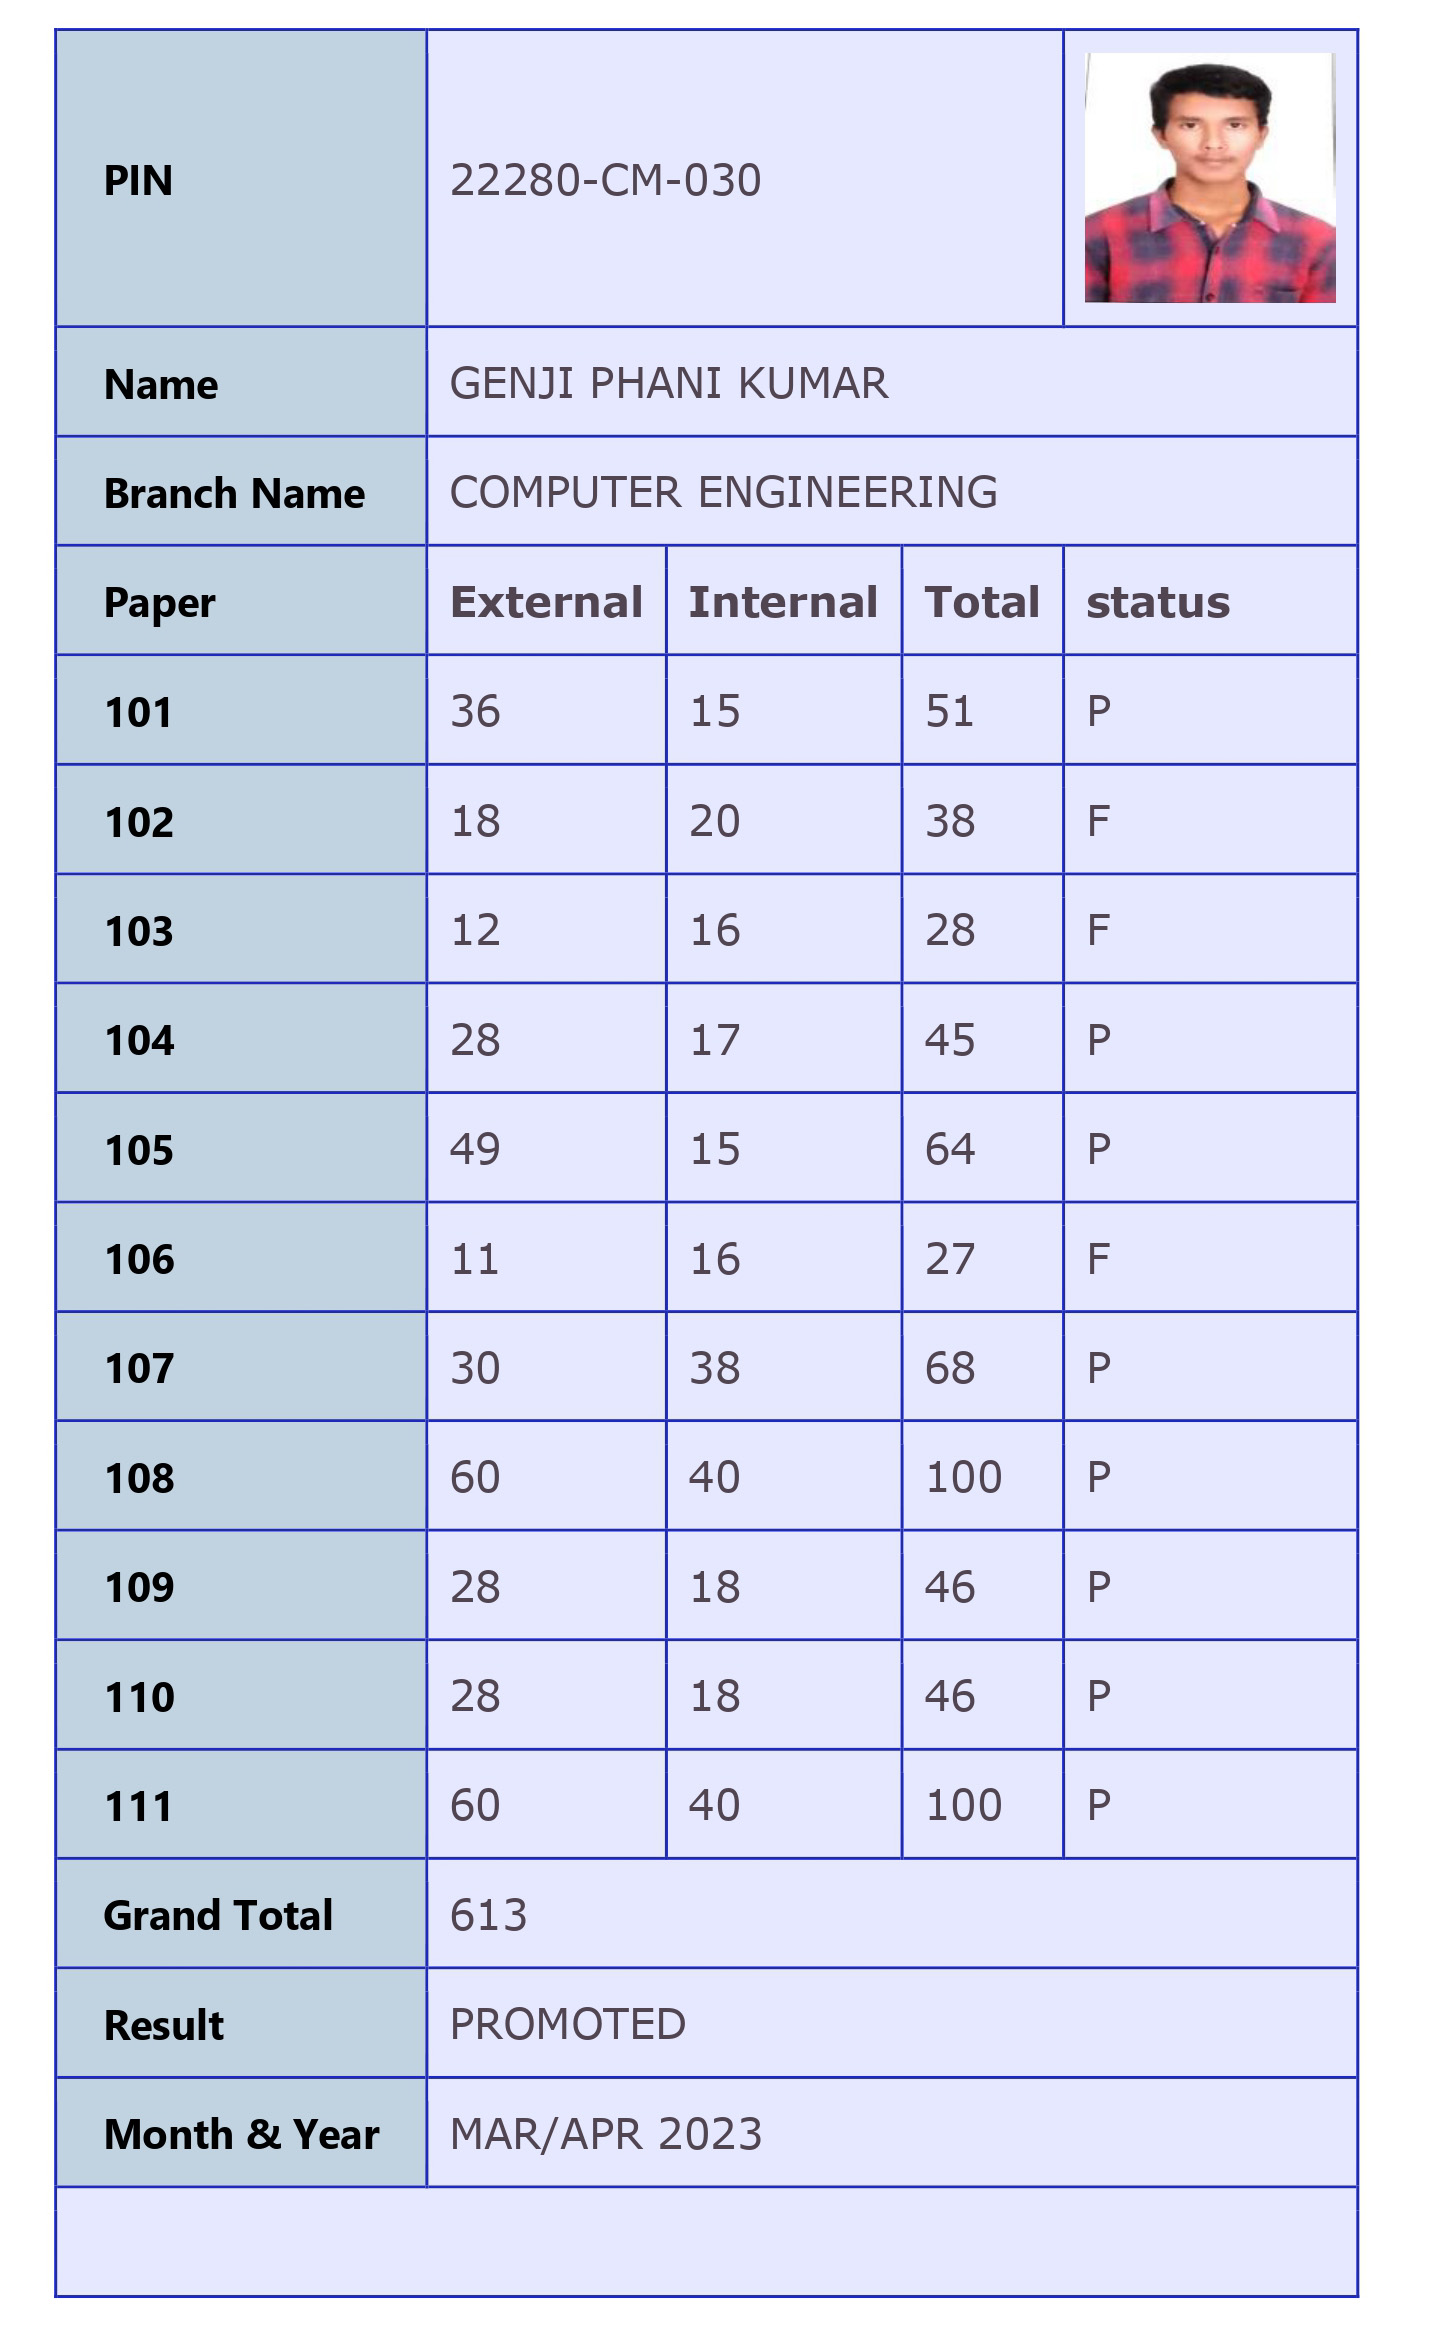 PIN 22280-CM-030
Name GENJI PHANI KUMAR
Branch Name COMPUTER ENGINEERING
Paper External Internal Total status
101 36 15 51 P
102 18 20 38 F
103 12 16 28 F
104 28 17 45 P
105 49 15 64 P
106 11 16 27 F
107 30 38 68 P
108 60 40 100 P
109 28 18 46 P
110 28 18 46 P
111 60 40 100 P
Grand Total 613
Result PROMOTED
Month & Year MAR/APR 2023